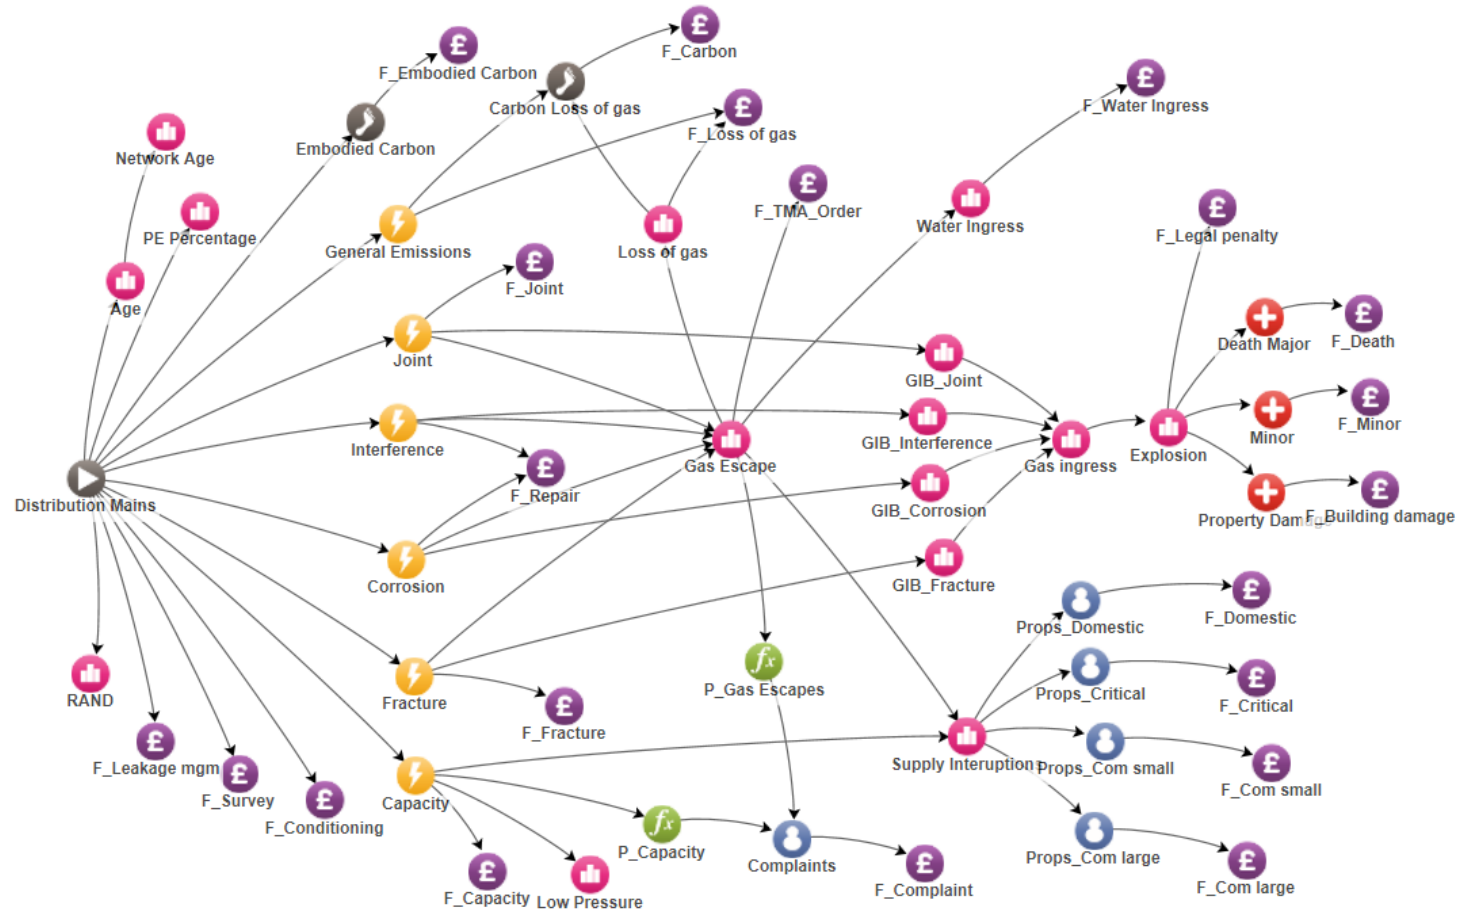 F_Carbon
F_Embodied Carbon
Carbon Loss of gas
F_Water Ingress
F_Loss of gas
Embodied Carbon
Network Age
F_TMA_Order
Water Ingress
PE Percentage
F_Legal penalty
General Emissions
Loss of gas
F_Joint
Age
Joint
Death Major
F_Death
GIB_Joint
F_Minor
Minor
GIB_Interference
Interference
Explosion
Gas Escape
Gas ingress
F_Repair
Distribution Mains
GIB_Corrosion
Property Damage
F_Building damage
Corrosion
GIB_Fracture
F_Domestic
Props_Domestic
P_Gas Escapes
Props_Critical
RAND
Fracture
F_Critical
F_Fracture
Supply Interuption
Props_Com small
F_Leakage mgm
F_Com small
F_Survey
Capacity
F_Conditioning
P_Capacity
Complaints
Props_Com large
F_Complaint
F_Com large
F_Capacity
Low Pressure